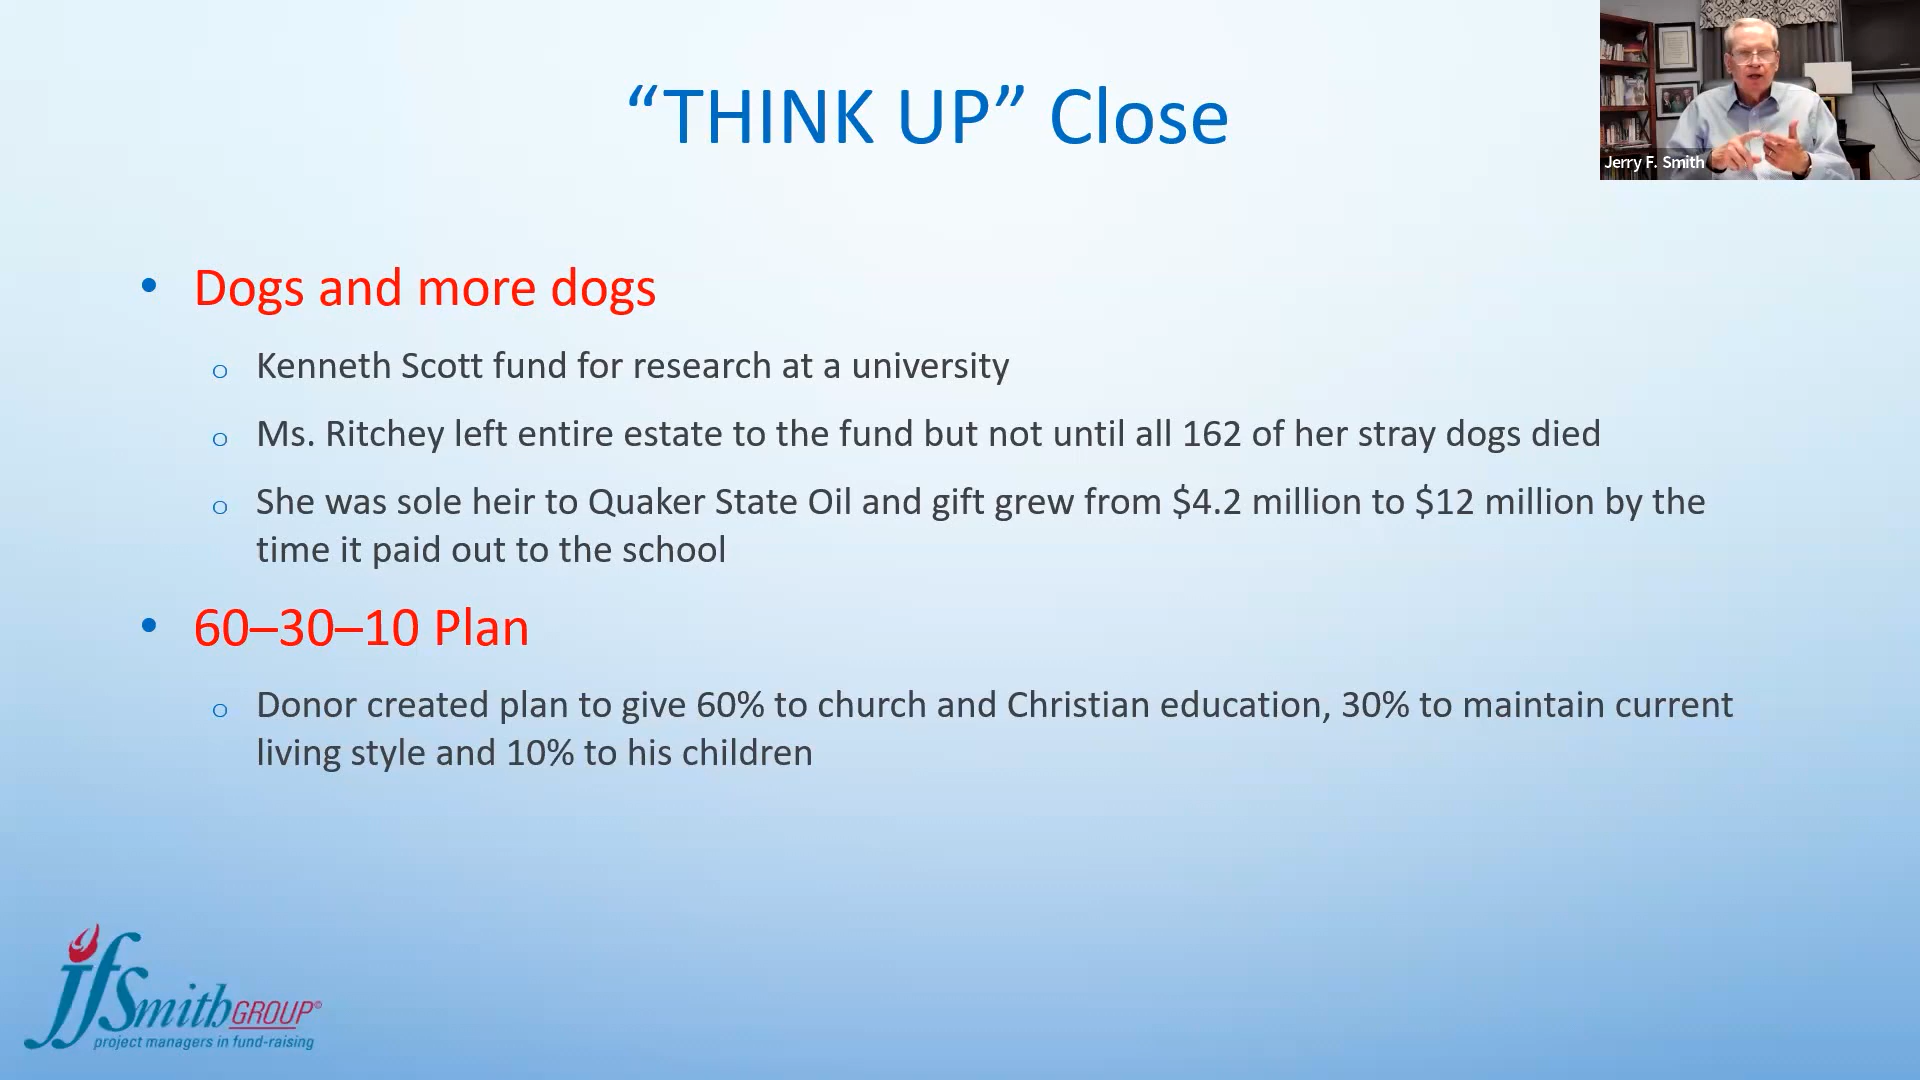 “THINK UP” Close
Jerry F. Smith
• Dogs and more dogs
o Kenneth Scott fund for research at a university
o Ms. Ritchey left entire estate to the fund but not until all 162 of her stray dogs died
o She was sole heir to Quaker State Oil and gift grew from $4.2 million to $12 million by the
time it paid out to the school
• 60–30–10 Plan
o Donor created plan to give 60% to church and Christian education, 30% to maintain current
living style and 10% to his children
jfSmithGROUP©
project managers in fund-raising